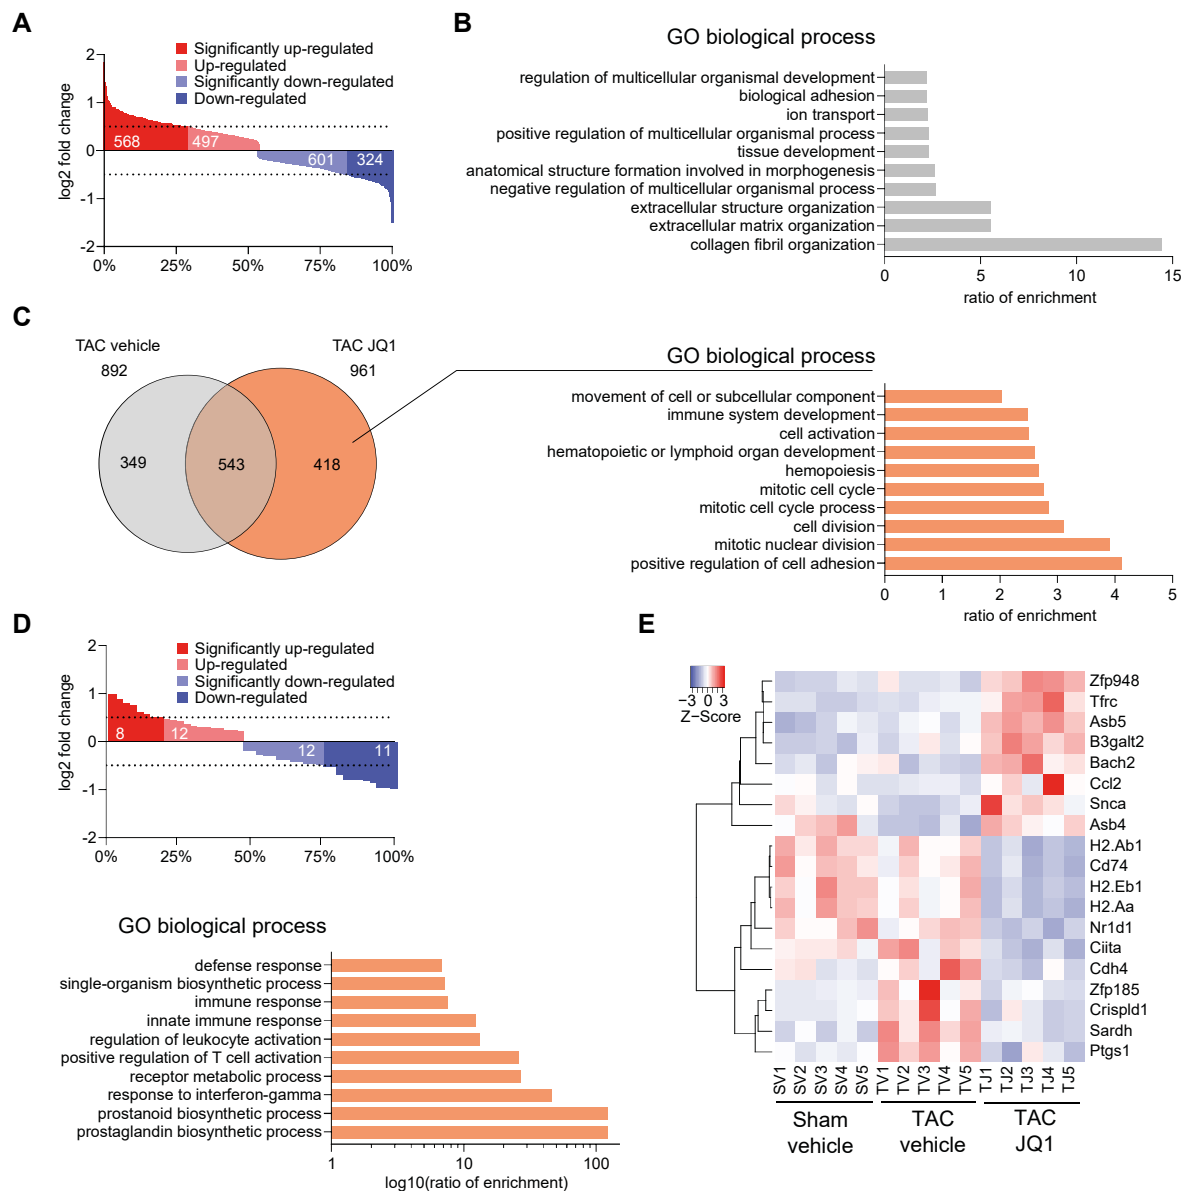 A
2
1
0
-1
-2
log2 fold change
Significantly up-regulated
Up-regulated
Significantly down-regulated
Down-regulated
568
497
601
324
0%
25%
50%
75%
100%
B
GO biological process
regulation of multicellular organismal development
biological adhesion
ion transport
positive regulation of multicellular organismal process
tissue development
anatomical structure formation involved in morphogenesis
negative regulation of multicellular organismal process
extracellular structure organization
extracellular matrix organization
collagen fibril organization
0
5
10
15
ratio of enrichment
C
TAC vehicle
892
TAC JQ1
961
349
543
418
GO biological process
movement of cell or subcellular component
immune system development
cell activation
hematopoietic or lymphoid organ development
hemopoiesis
mitotic cell cycle
mitotic cell cycle process
cell division
mitotic nuclear division
positive regulation of cell adhesion
0
1
2
3
4
5
ratio of enrichment
D
2
1
0
-1
-2
log2 fold change
Significantly up-regulated
Up-regulated
Significantly down-regulated
Down-regulated
8
12
12
11
0%
25%
50%
75%
100%
GO biological process
defense response
single-organism biosynthetic process
immune response
innate immune response
regulation of leukocyte activation
positive regulation of T cell activation
receptor metabolic process
response to interferon-gamma
prostanoid biosynthetic process
prostaglandin biosynthetic process
1
10
100
log10(ratio of enrichment)
E
−3 0 3
Z−Score
Zfp948
Tfrc
Asb5
B3galt2
Bach2
Ccl2
Snca
Asb4
H2.Ab1
Cd74
H2.Eb1
H2.Aa
Nr1d1
Ciita
Cdh4
Zfp185
Crispld1
Sardh
Ptgs1
SV1
SV2
SV3
SV4
SV5
TV1
TV2
TV3
TV4
TV5
TJ1
TJ2
TJ3
TJ4
TJ5
Sham
vehicle
TAC
vehicle
TAC
JQ1